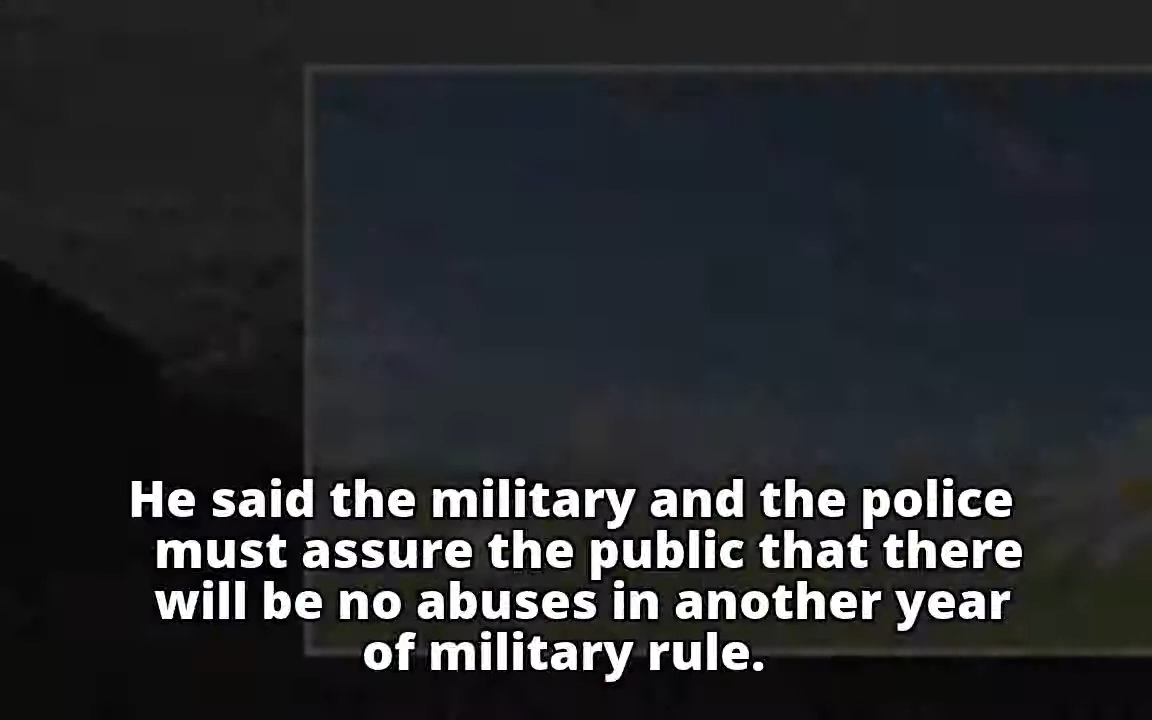 He said the military and the police
must assure the public that there
will be no abuses in another year
of military rule.